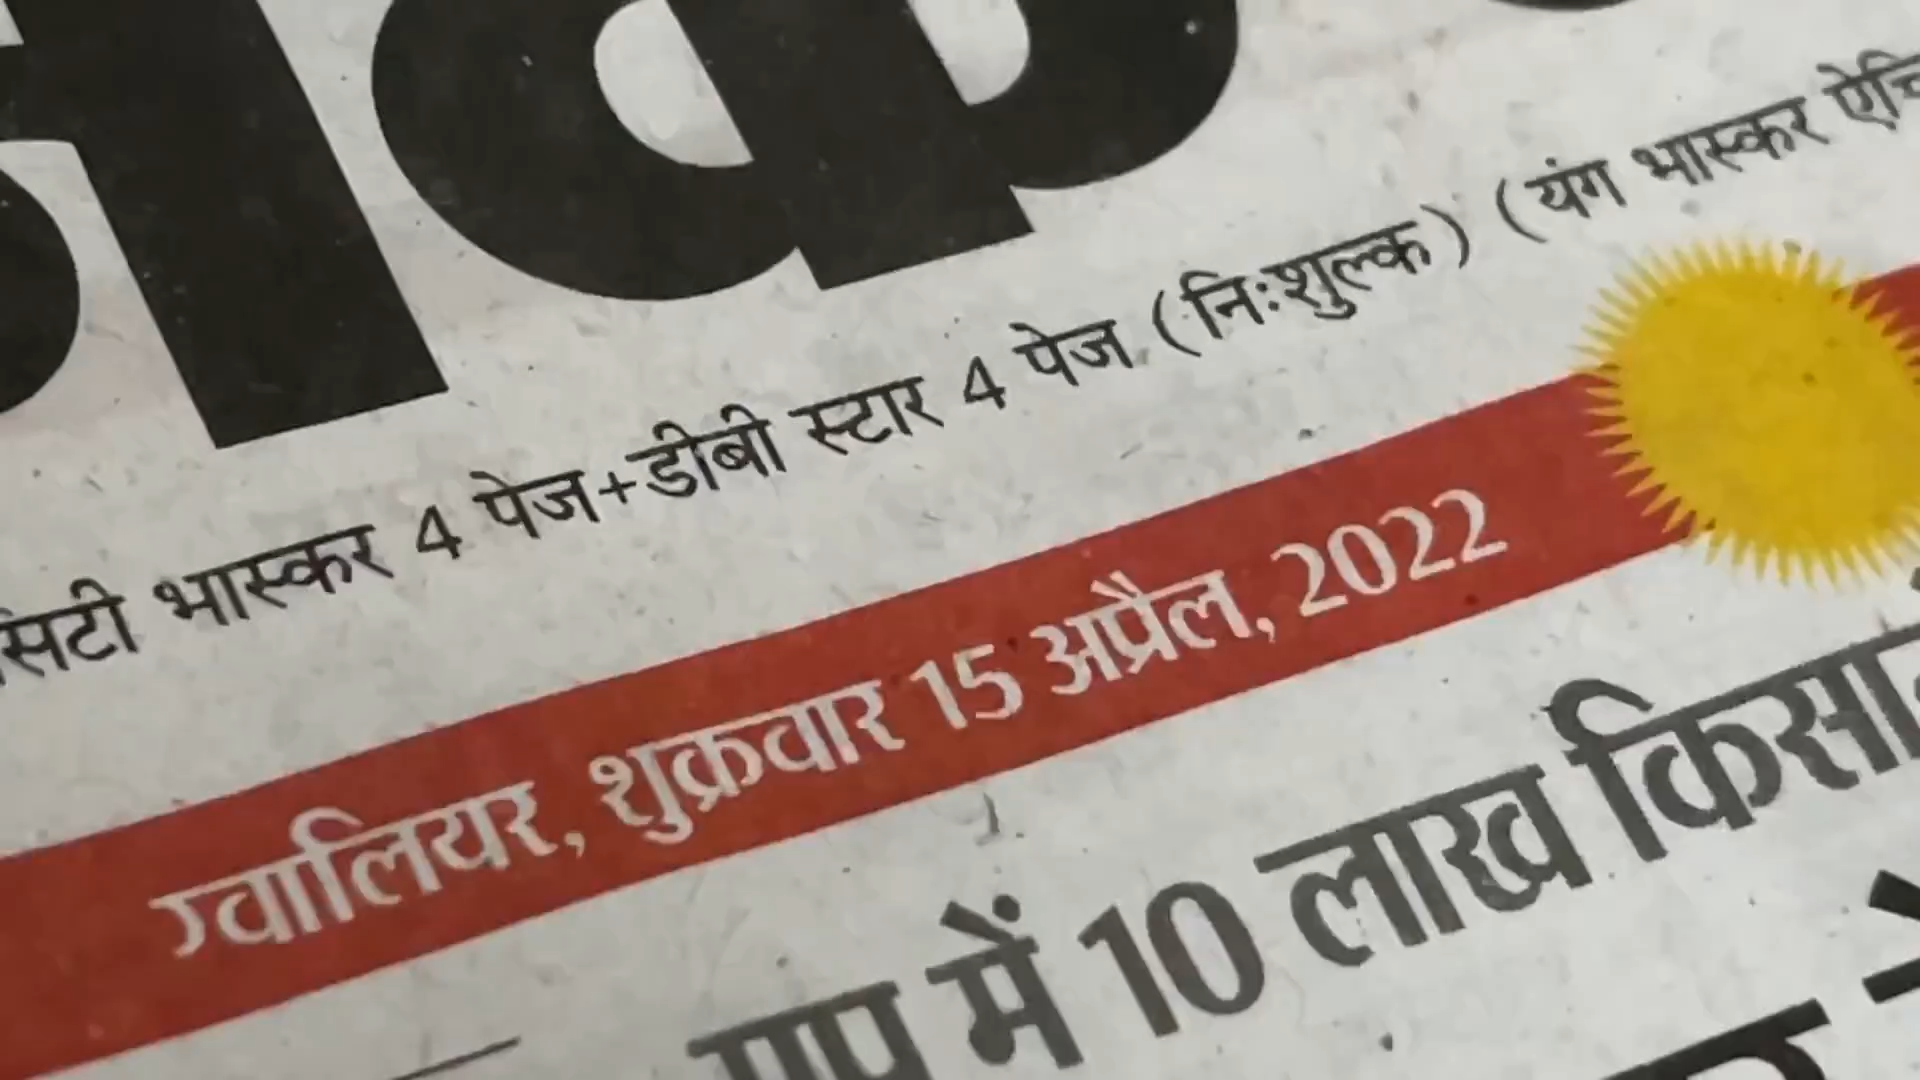 सिटी भास्कर 4 पेज+डीबी स्टार 4 पेज (निःशुल्क) (यंग भास्कर
ग्वालियर, शुक्रवार 15 अप्रैल, 2022
में 10 लाख